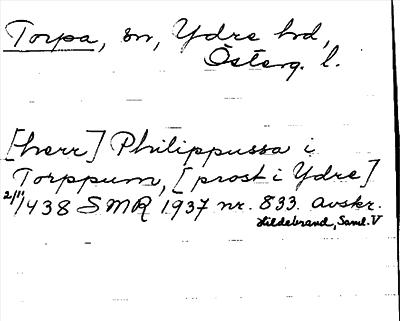 Torpa, sn, Ydre hd,
Österg. l.
[herr] Philippussa i
Torppum, [prost i Ydre]
2/11 1438 SMR 1937 nr. 833. avskr.
Hildebrand, Saml. V